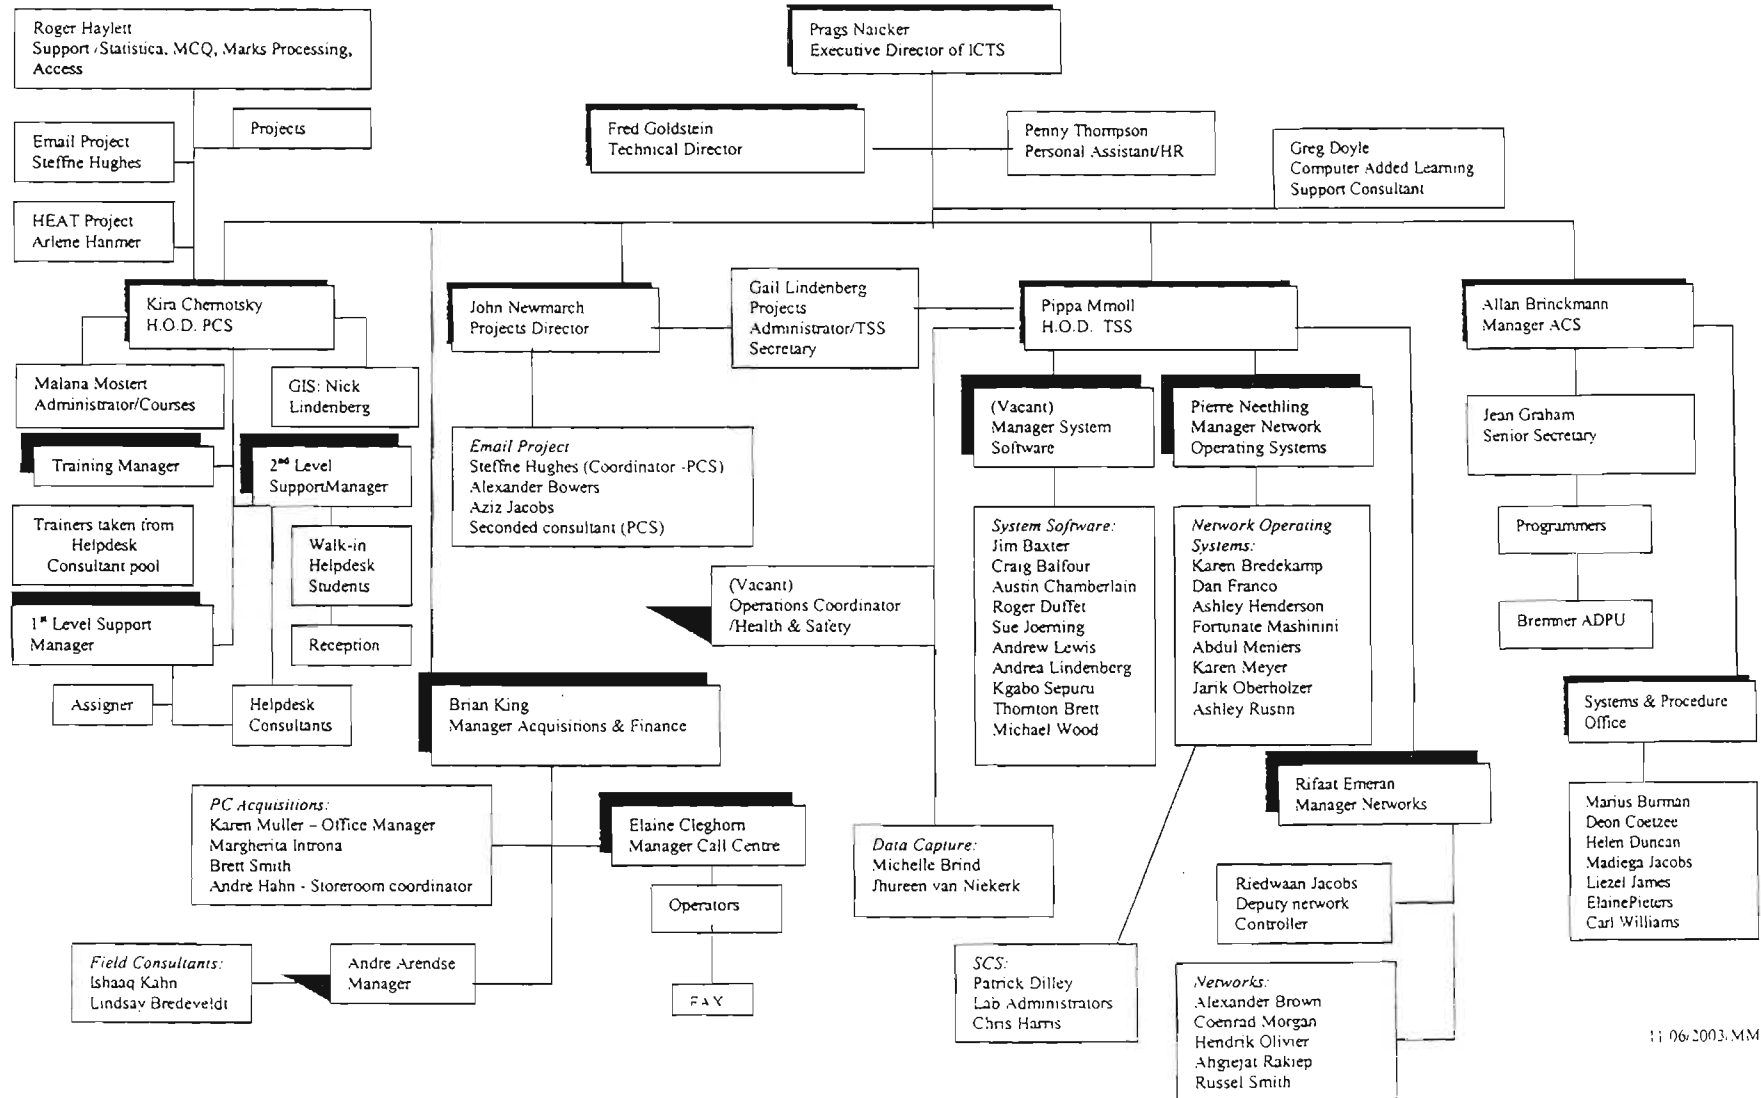 Roger Haylett
Support /Statistica, MCQ, Marks Processing,
Access
Prags Naicker
Executive Director of ICTS
Projects
Email Project
Steffne Hughes
Fred Goldstein
Technical Director
Penny Thompson
Personal Assistant/HR
Greg Doyle
Computer Added Learning
Support Consultant
HEAT Project
Arlene Hanmer
Kira Chernotsky
H.O.D. PCS
John Newmarch
Projects Director
Gail Lindenberg
Projects
Administrator/TSS
Secretary
Pippa Mmoll
H.O.D. TSS
Allan Brinckmann
Manager ACS
Malana Mostert
Administrator/Courses
GIS: Nick
Lindenberg
(Vacant)
Manager System
Software
Pierre Neethling
Manager Network
Operating Systems
Jean Graham
Senior Secretary
Training Manager
2nd Level
SupportManager
Email Project
Steffne Hughes (Coordinator -PCS)
Alexander Bowers
Aziz Jacobs
Seconded consultant (PCS)
Trainers taken from
Helpdesk
Consultant pool
Walk-in
Helpdesk
Students
System Software:
Jim Baxter
Craig Balfour
Austin Chamberlain
Roger Duffet
Sue Joerning
Andrew Lewis
Andrea Lindenberg
Kgabo Sepuru
Thornton Brett
Michael Wood
Network Operating
Systems:
Karen Bredekamp
Dan Franco
Ashley Henderson
Fortunate Mashinini
Abdul Meniers
Karen Meyer
Jarik Oberholzer
Ashley Rustin
Programmers
(Vacant)
Operations Coordinator
/Health & Safety
1st Level Support
Manager
Reception
Bremner ADPU
Assigner
Helpdesk
Consultants
Brian King
Manager Acquisitions & Finance
Systems & Procedure
Office
PC Acquisitions:
Karen Muller – Office Manager
Margherita Introna
Brett Smith
Andre Hahn - Storeroom coordinator
Elaine Cleghorn
Manager Call Centre
Rifaat Emeran
Manager Networks
Marius Burman
Deon Coetzee
Helen Duncan
Madiega Jacobs
Liezel James
ElainePieters
Carl Williams
Data Capture:
Michelle Brind
Jhureen van Niekerk
Operators
Riedwaan Jacobs
Deputy network
Controller
Field Consultants:
Ishaaq Kahn
Lindsay Bredeveldt
Andre Arendse
Manager
FAX
SCS:
Patrick Dilley
Lab Administrators
Chris Harris
Networks:
Alexander Brown
Coenrad Morgan
Hendrik Olivier
Ahgiejat Rakiep
Russel Smith
11/06/2003/MM